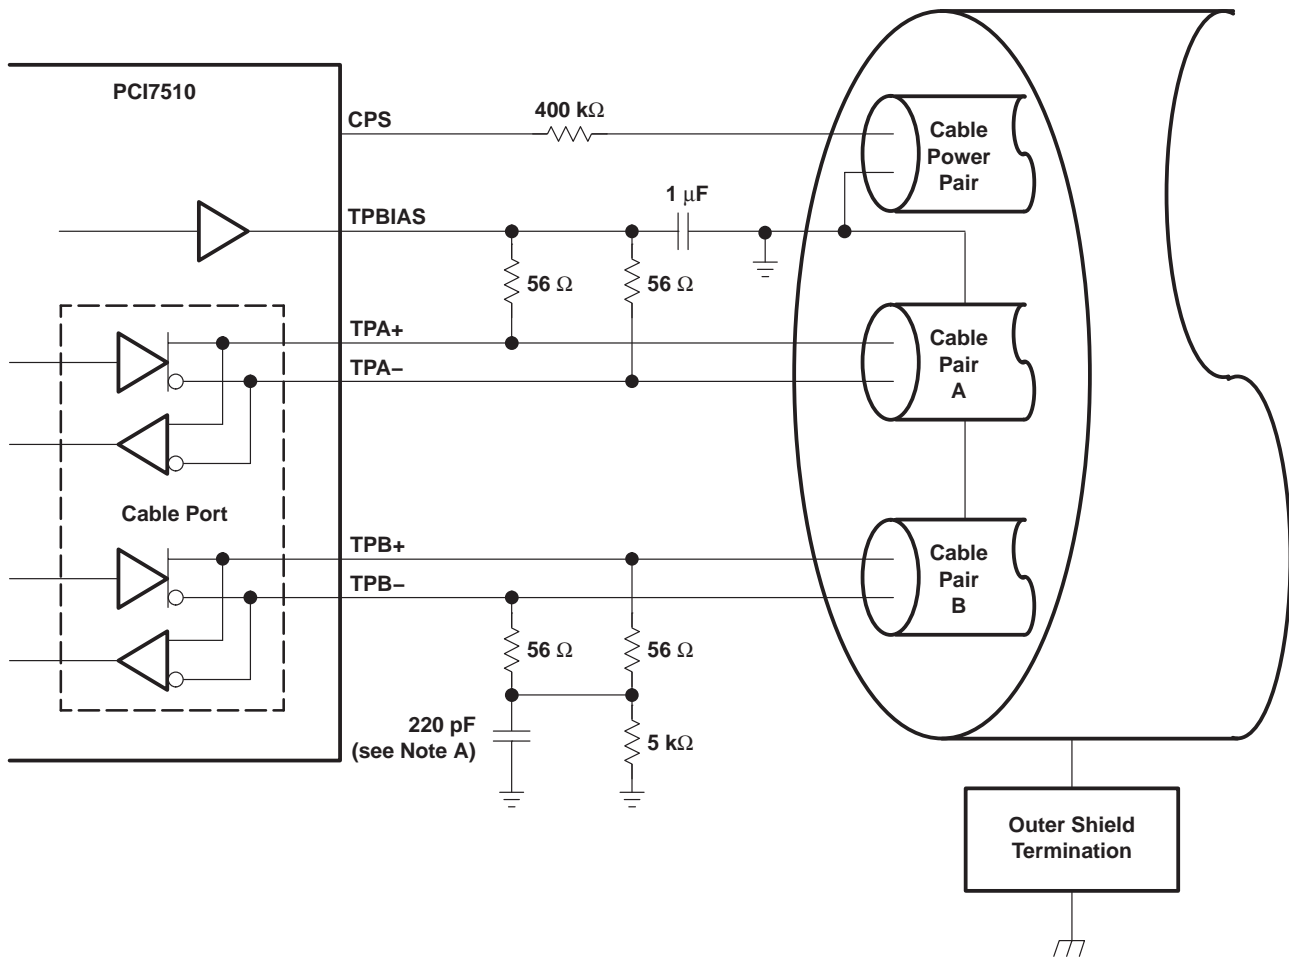 PCI7510
CPS
400 kΩ
Cable
Power
Pair
TPBIAS
1 μF
56 Ω
56 Ω
TPA+
TPA−
Cable
Pair
A
Cable Port
TPB+
TPB−
Cable
Pair
B
56 Ω
56 Ω
220 pF
(see Note A)
5 kΩ
Outer Shield
Termination